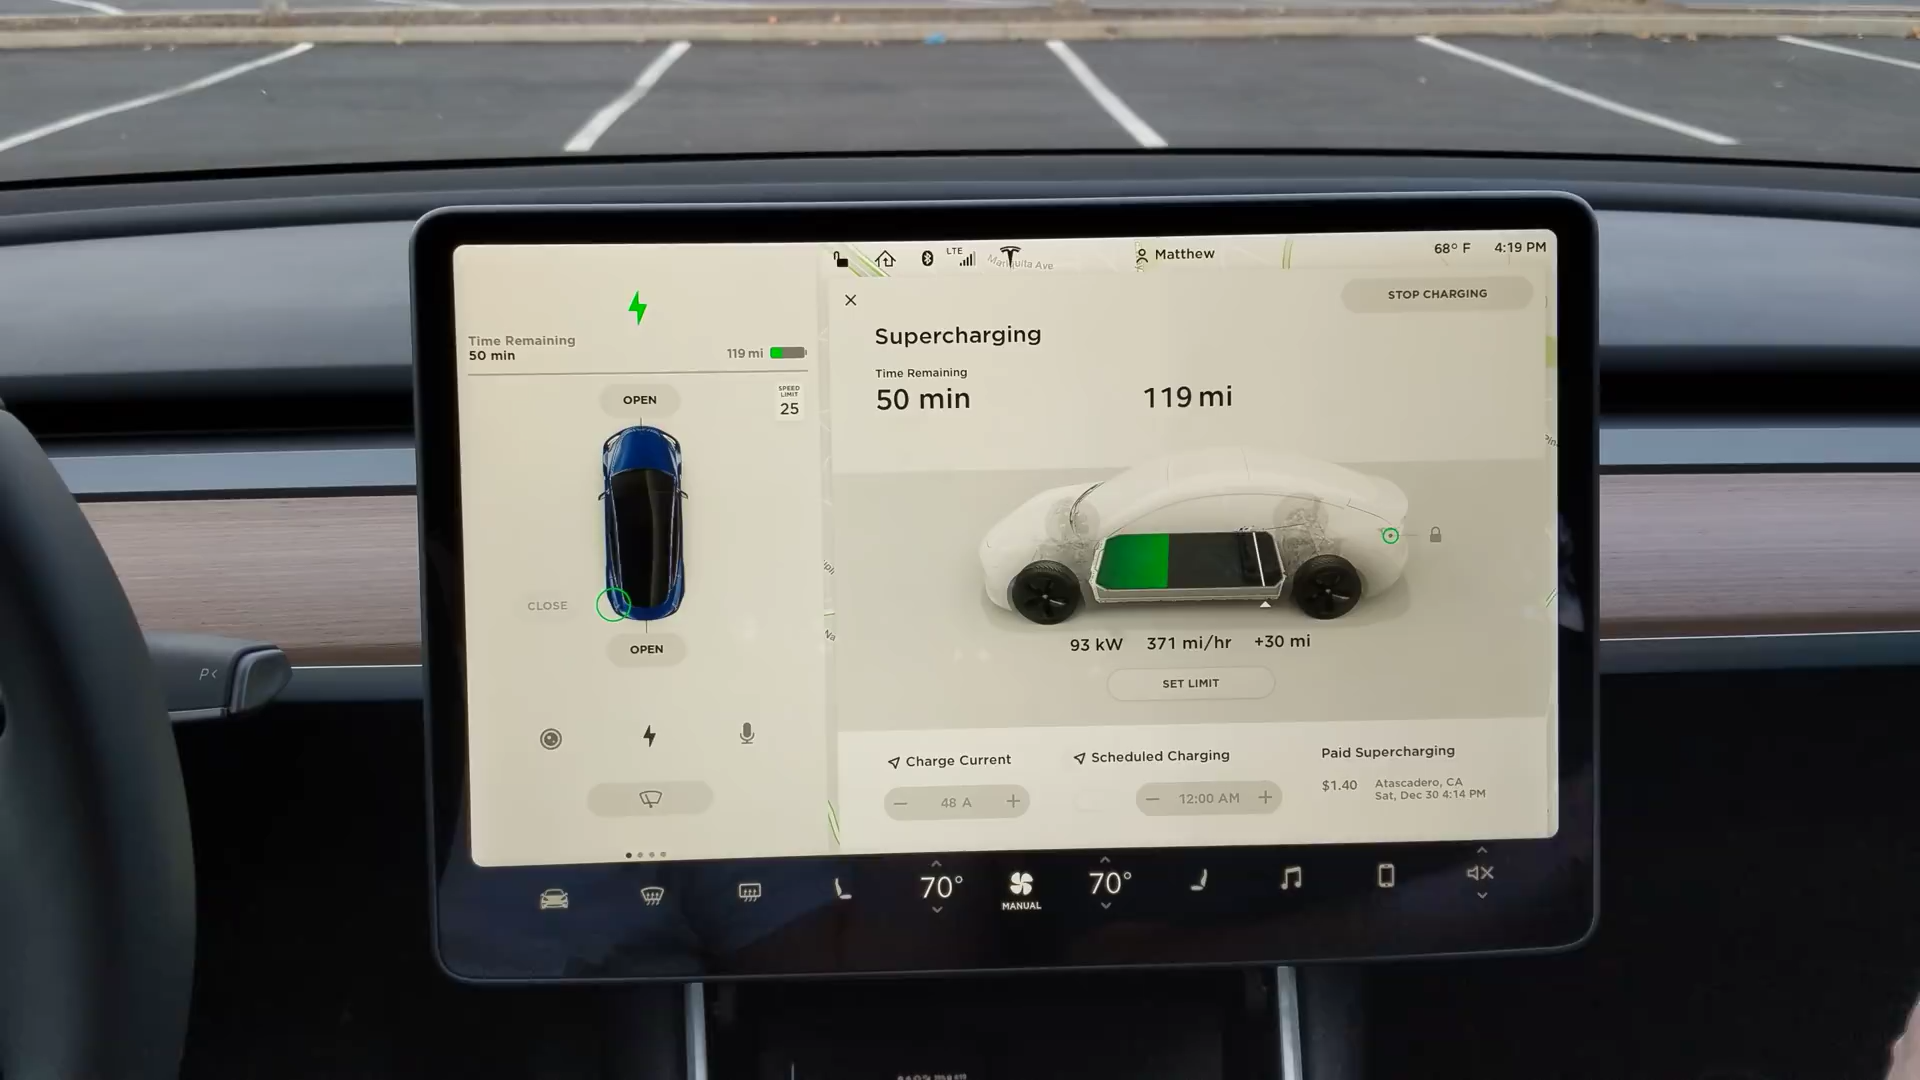 LTE
Mariquita Ave
Matthew
68° F
4:19 PM
Time Remaining
50 min
119 mi
OPEN
SPEED
LIMIT
25
CLOSE
OPEN
STOP CHARGING
Supercharging
Time Remaining
50 min
119 mi
93 kW
371 mi/hr
+30 mi
SET LIMIT
Charge Current
48 A
Scheduled Charging
12:00 AM
Paid Supercharging
$1.40
Atascadero, CA
Sat, Dec 30 4:14 PM
70°
MANUAL
70°
P<